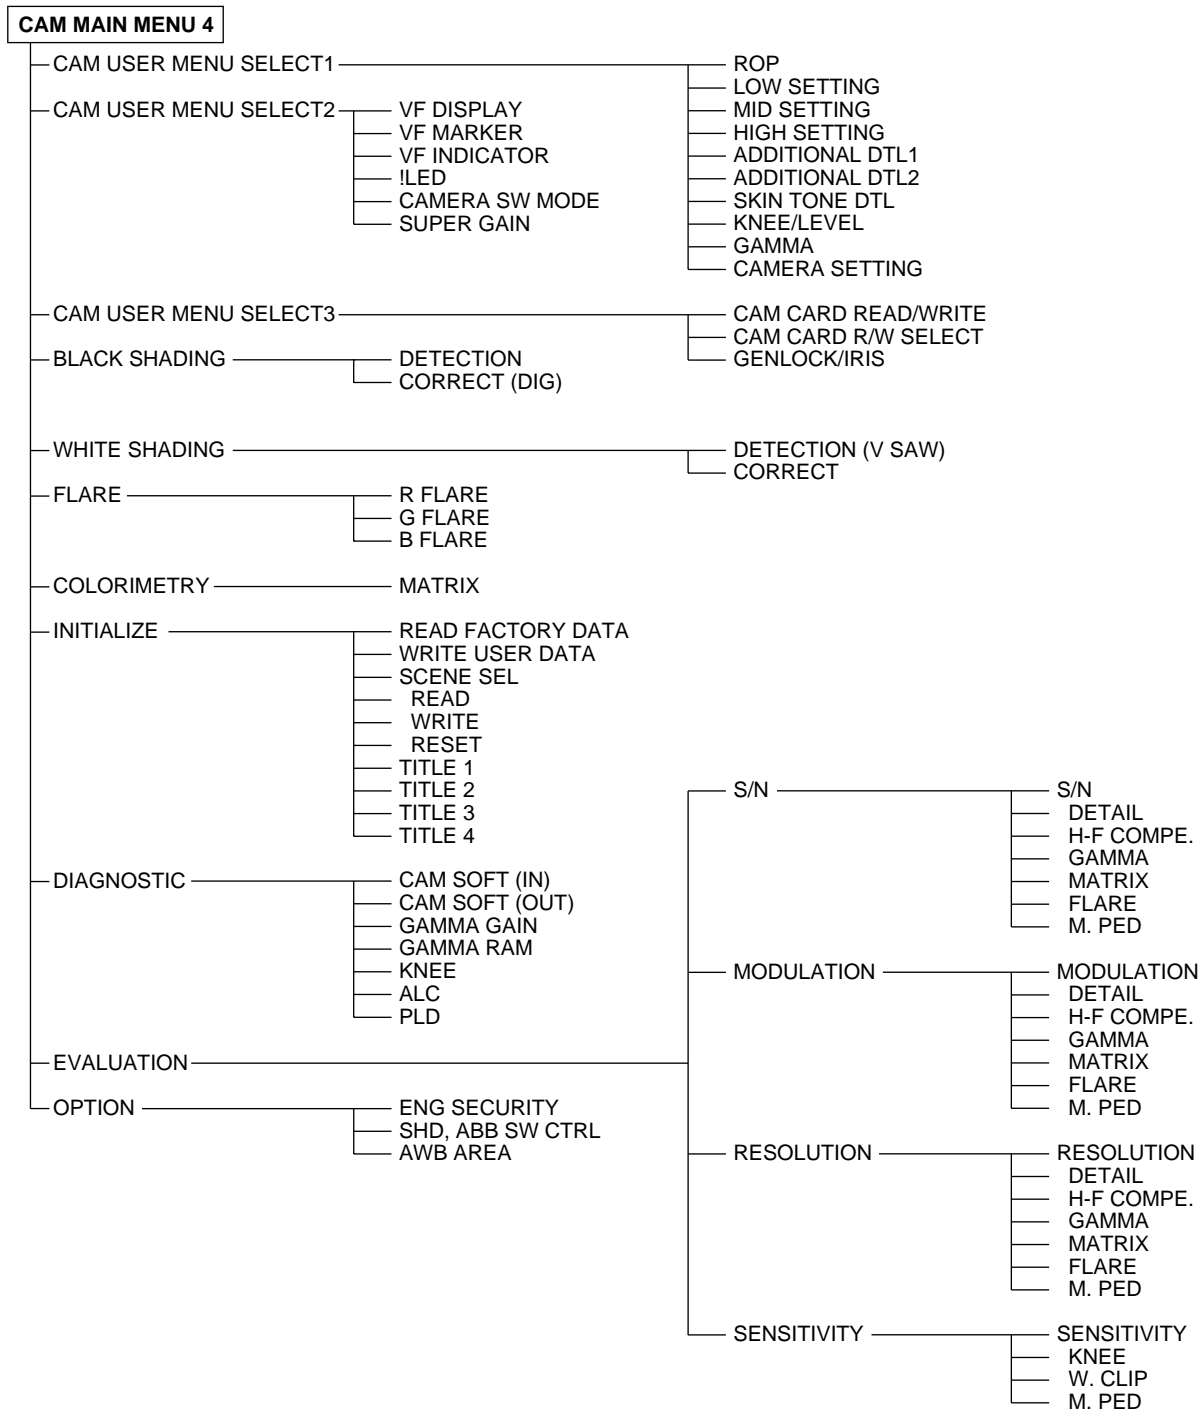 CAM MAIN MENU 4
CAM USER MENU SELECT1
ROP
LOW SETTING
MID SETTING
HIGH SETTING
ADDITIONAL DTL1
ADDITIONAL DTL2
SKIN TONE DTL
KNEE/LEVEL
GAMMA
CAMERA SETTING
CAM USER MENU SELECT2
VF DISPLAY
VF MARKER
VF INDICATOR
!LED
CAMERA SW MODE
SUPER GAIN
CAM USER MENU SELECT3
CAM CARD READ/WRITE
CAM CARD R/W SELECT
GENLOCK/IRIS
BLACK SHADING
DETECTION
CORRECT (DIG)
WHITE SHADING
DETECTION (V SAW)
CORRECT
FLARE
R FLARE
G FLARE
B FLARE
COLORIMETRY
MATRIX
INITIALIZE
READ FACTORY DATA
WRITE USER DATA
SCENE SEL
READ
WRITE
RESET
TITLE 1
TITLE 2
TITLE 3
TITLE 4
DIAGNOSTIC
CAM SOFT (IN)
CAM SOFT (OUT)
GAMMA GAIN
GAMMA RAM
KNEE
ALC
PLD
EVALUATION
S/N
S/N
DETAIL
H-F COMPE.
GAMMA
MATRIX
FLARE
M. PED
MODULATION
MODULATION
DETAIL
H-F COMPE.
GAMMA
MATRIX
FLARE
M. PED
RESOLUTION
RESOLUTION
DETAIL
H-F COMPE.
GAMMA
MATRIX
FLARE
M. PED
SENSITIVITY
SENSITIVITY
KNEE
W. CLIP
M. PED
OPTION
ENG SECURITY
SHD, ABB SW CTRL
AWB AREA